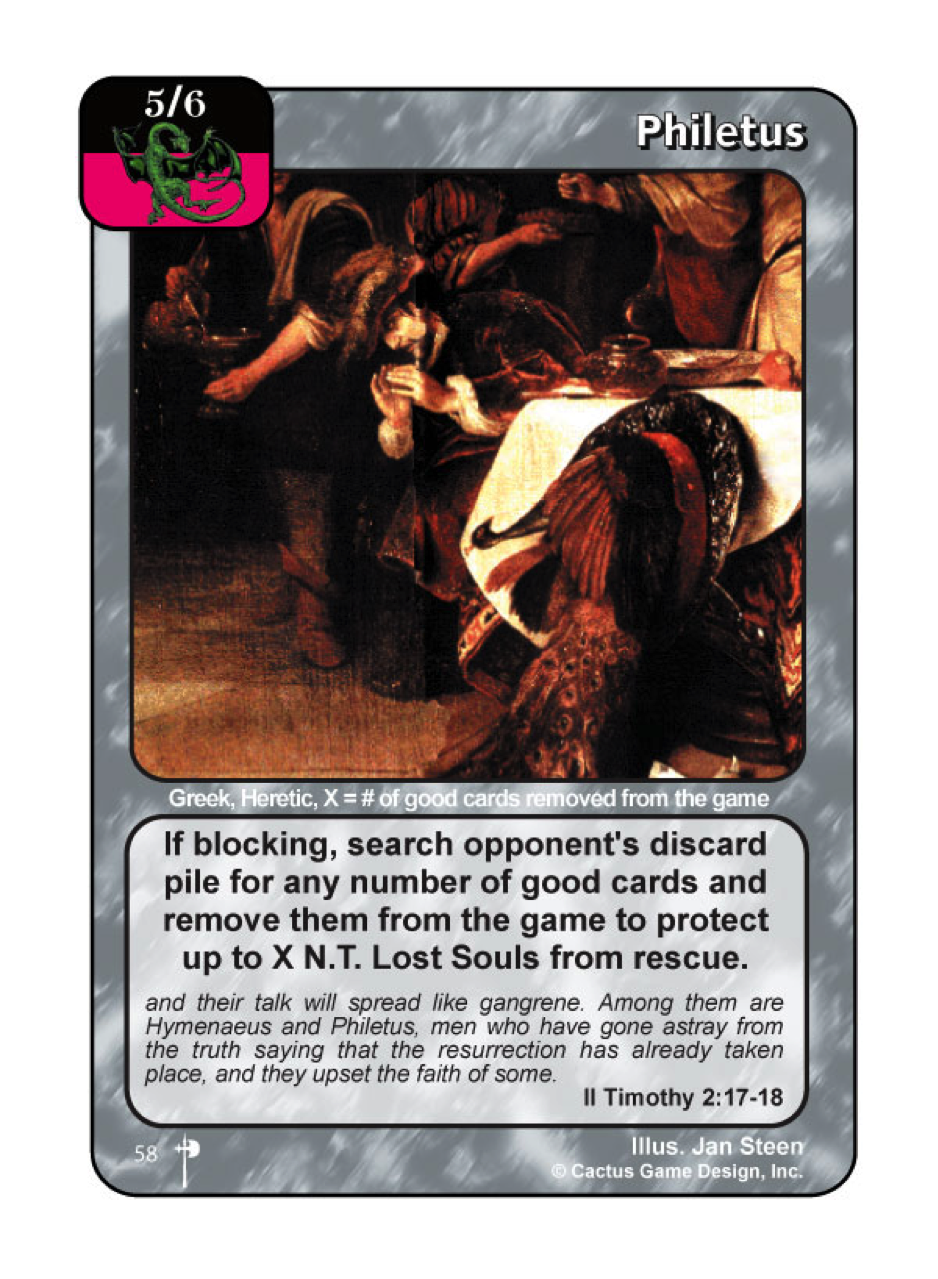 5/6
Philetus
Greek, Heretic, X = # of good cards removed from the game
If blocking, search opponent's discard
pile for any number of good cards and
remove them from the game to protect
up to X N.T. Lost Souls from rescue.
and their talk will spread like gangrene. Among them are
Hymenaeus and Philetus, men who have gone astray from
the truth saying that the resurrection has already taken
place, and they upset the faith of some.
II Timothy 2:17-18
58
Illus. Jan Steen
© Cactus Game Design, Inc.